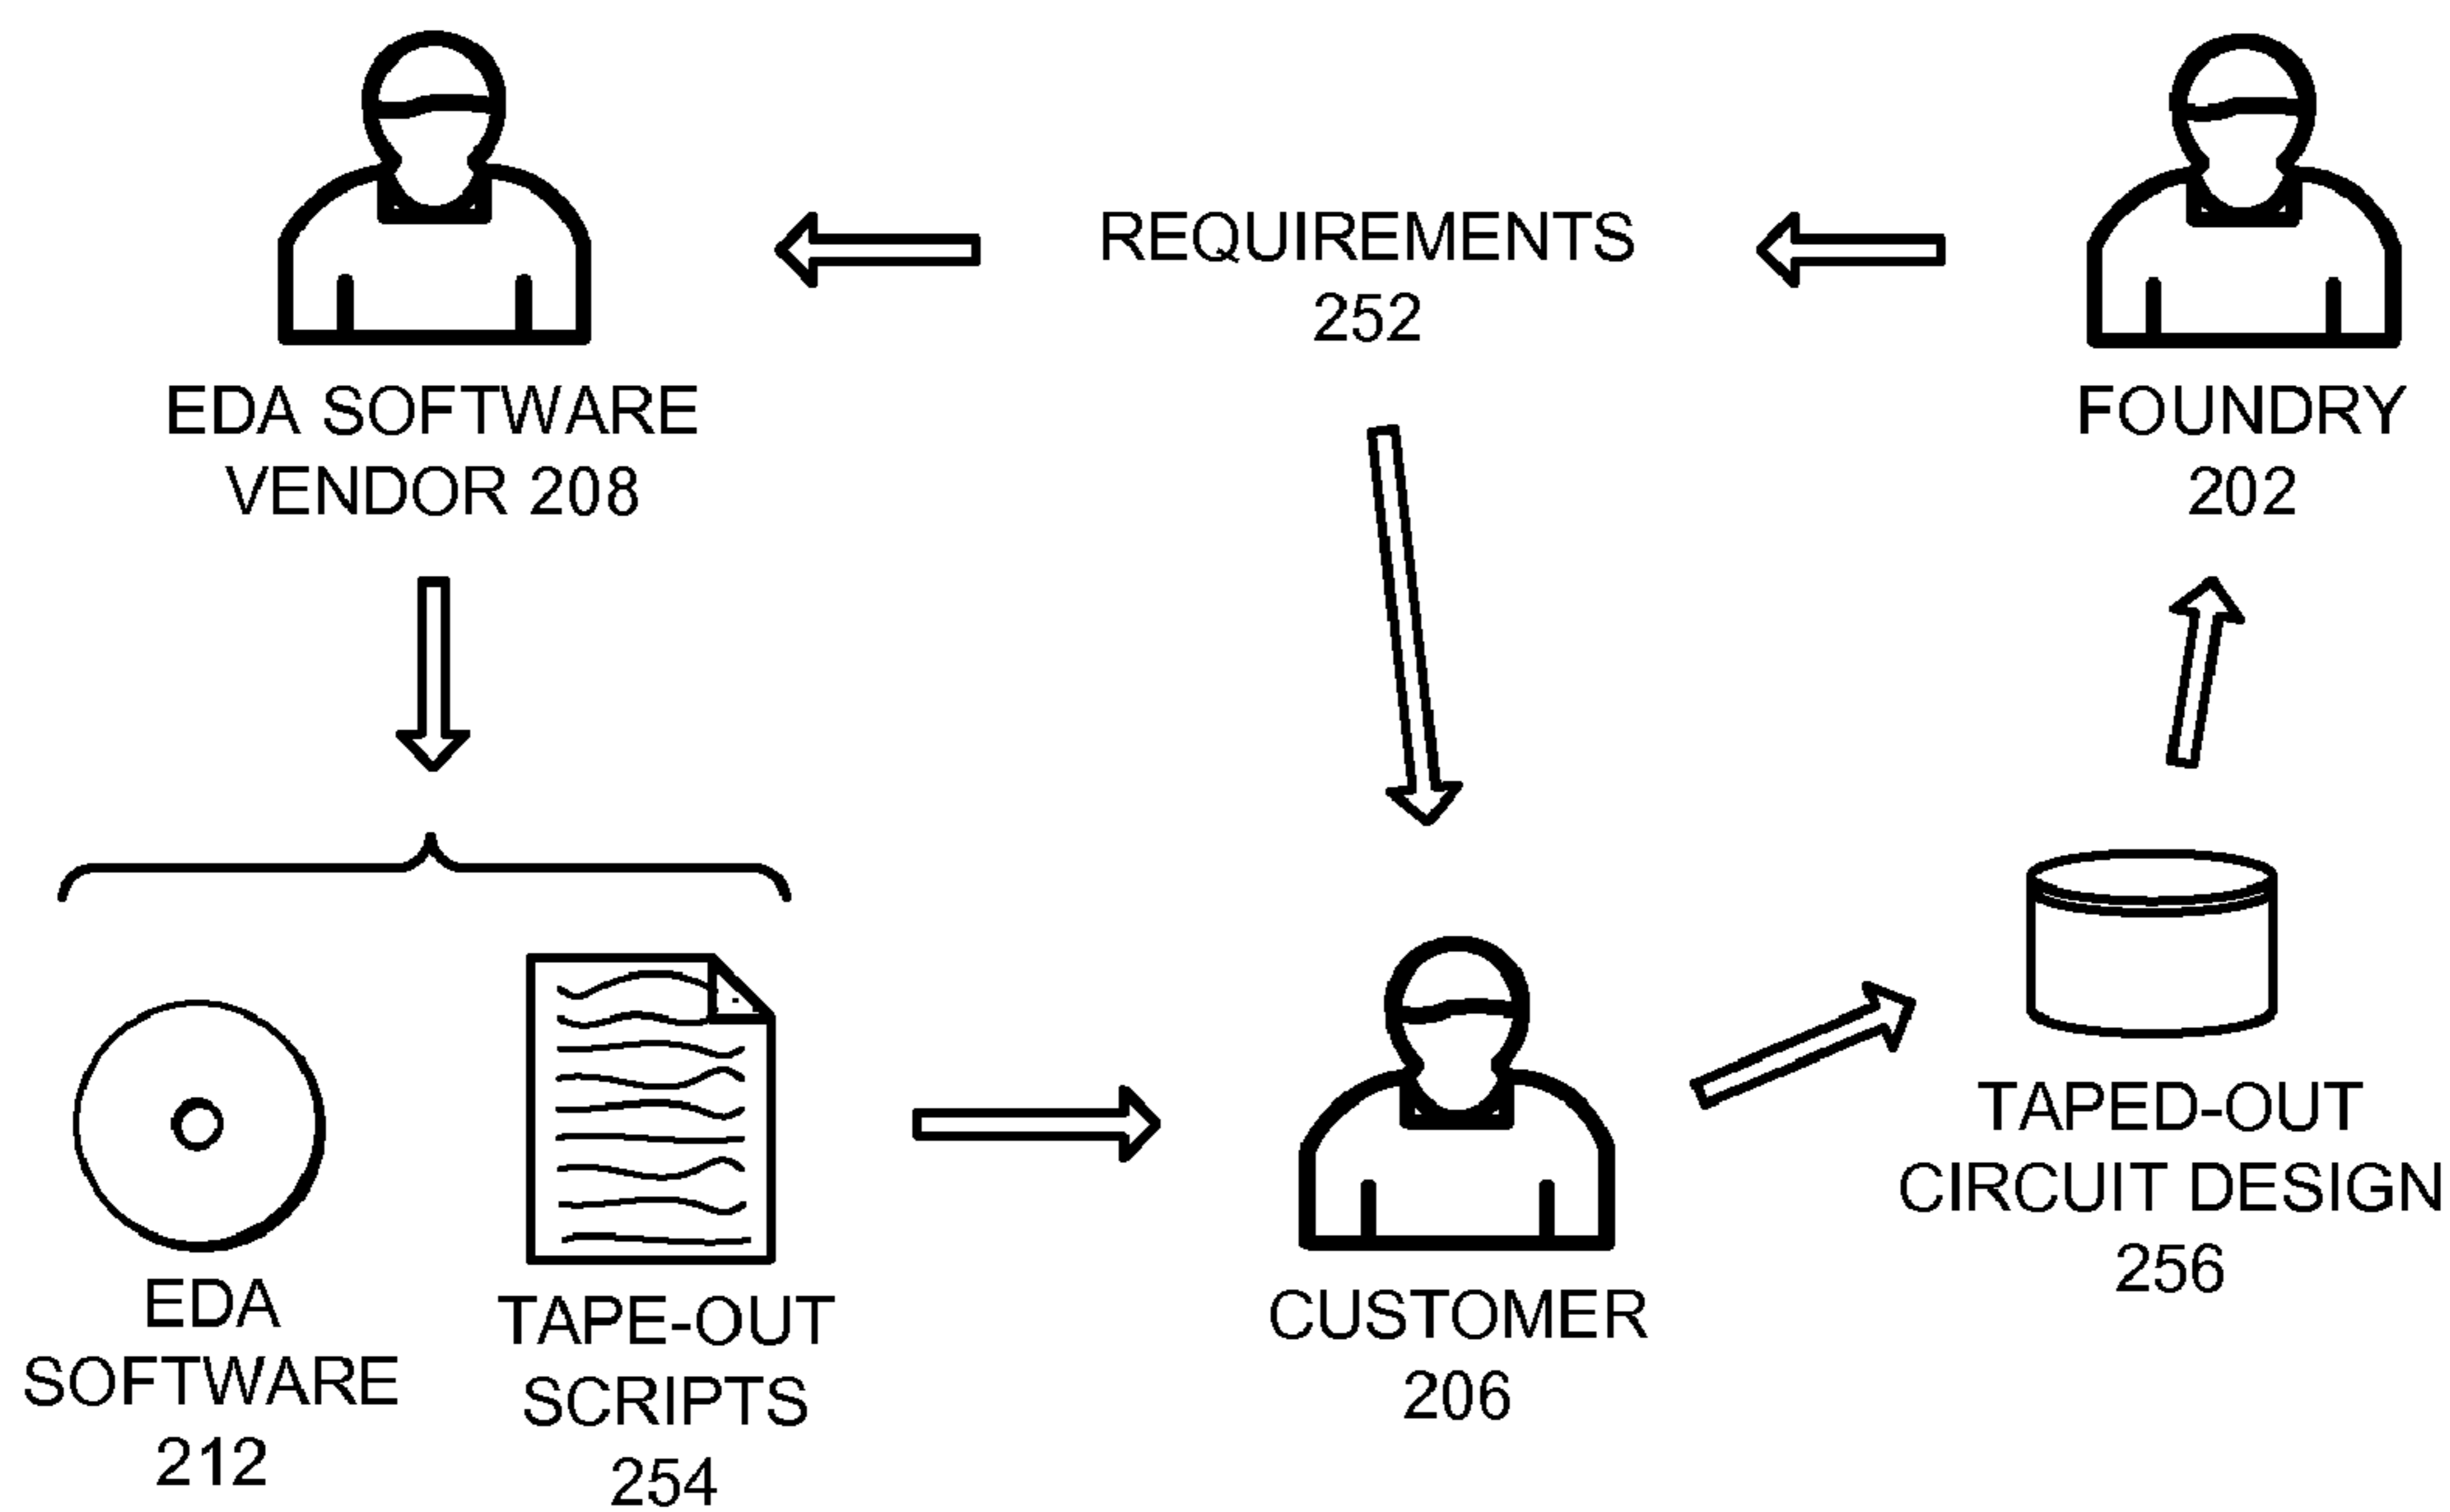 REQUIREMENTS
252
EDA SOFTWARE
VENDOR 208
FOUNDRY
202
EDA
SOFTWARE
212
TAPE-OUT
SCRIPTS
254
CUSTOMER
206
TAPED-OUT
CIRCUIT DESIGN
256